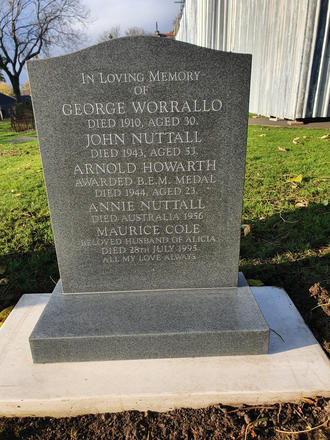 IN LOVING MEMORY
OF
GEORGE WORRALLO
DIED 1910, AGED 30.
JOHN NUTTALL
DIED 1943, AGED 53.
ARNOLD HOWARTH
AWARDED B.E.M. MEDAL
DIED 1944, AGED 23.
ANNIE NUTTALL
DIED AUSTRALIA 1956
MAURICE COLE
BELOVED HUSBAND OF ALICIA
DIED 28TH JULY 1995.
ALL MY LOVE ALWAYS